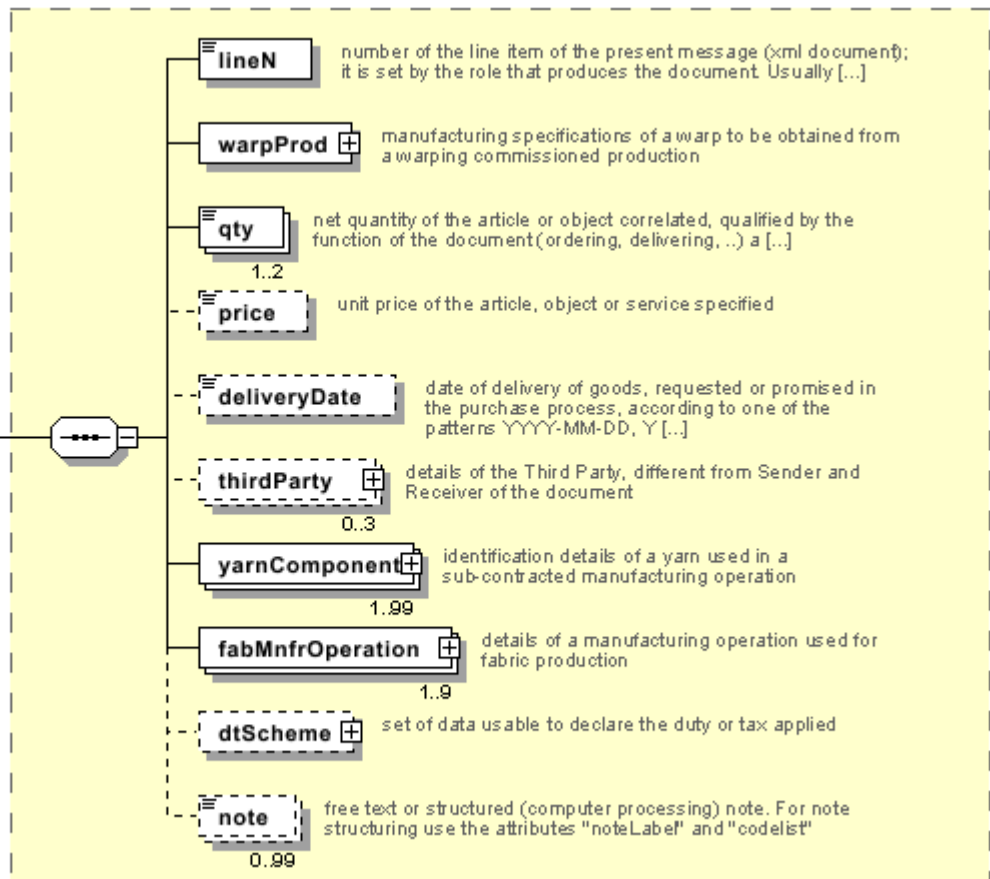 lineN
number of the line item of the present message (xml document);
it is set by the role that produces the document. Usually [...]
warpProd
manufacturing specifications of a warp to be obtained from
a warping commissioned production
qty
net quantity of the article or object correlated, qualified by the
function of the document (ordering, delivering, ..) a [...]
1..2
price
unit price of the article, object or service specified
deliveryDate
date of delivery of goods, requested or promised in
the purchase process, according to one of the
patterns YYYY-MM-DD, Y [...]
thirdParty
details of the Third Party, different from Sender and
Receiver of the document
0..3
yarnComponent
identification details of a yarn used in a
sub-contracted manufacturing operation
1..99
fabMnfrOperation
details of a manufacturing operation used for
fabric production
1..9
dtScheme
set of data usable to declare the duty or tax applied
note
free text or structured (computer processing) note. For note
structuring use the attributes "noteLabel" and "codelist"
0..99